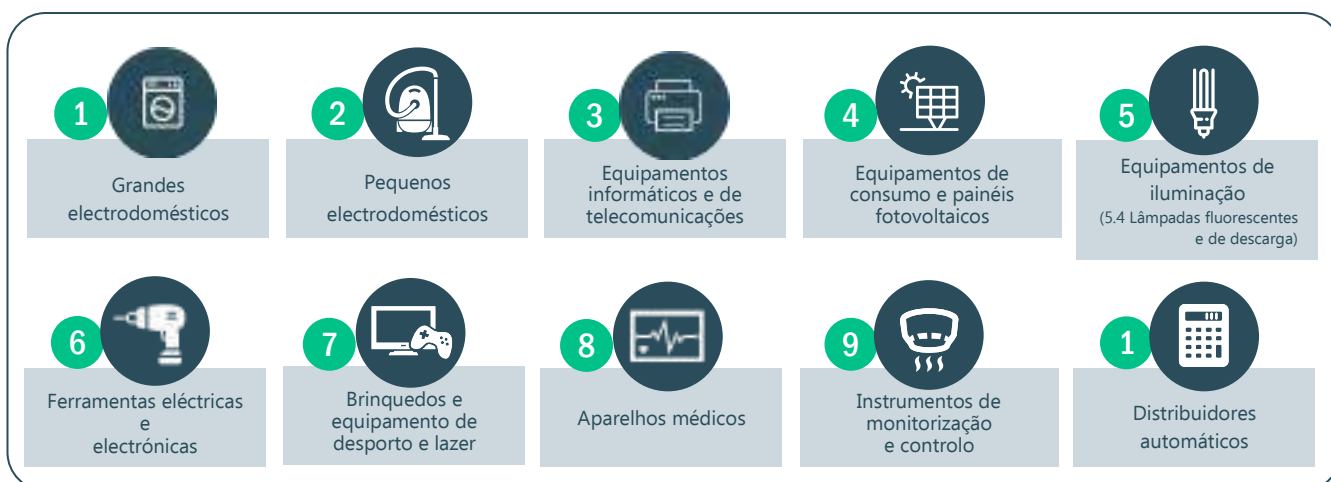 1
Grandes
electrodomésticos
2
Pequenos
electrodomésticos
3
Equipamentos
informáticos e de
telecomunicações
4
Equipamentos de
consumo e painéis
fotovoltaicos
5
Equipamentos de
iluminação
(5.4 Lâmpadas fluorescentes
e de descarga)
6
Ferramentas eléctricas
e
electrónicas
7
Brinquedos e
equipamento de
desporto e lazer
8
Aparelhos médicos
9
Instrumentos de
monitorização
e controlo
1
Distribuidores
automáticos